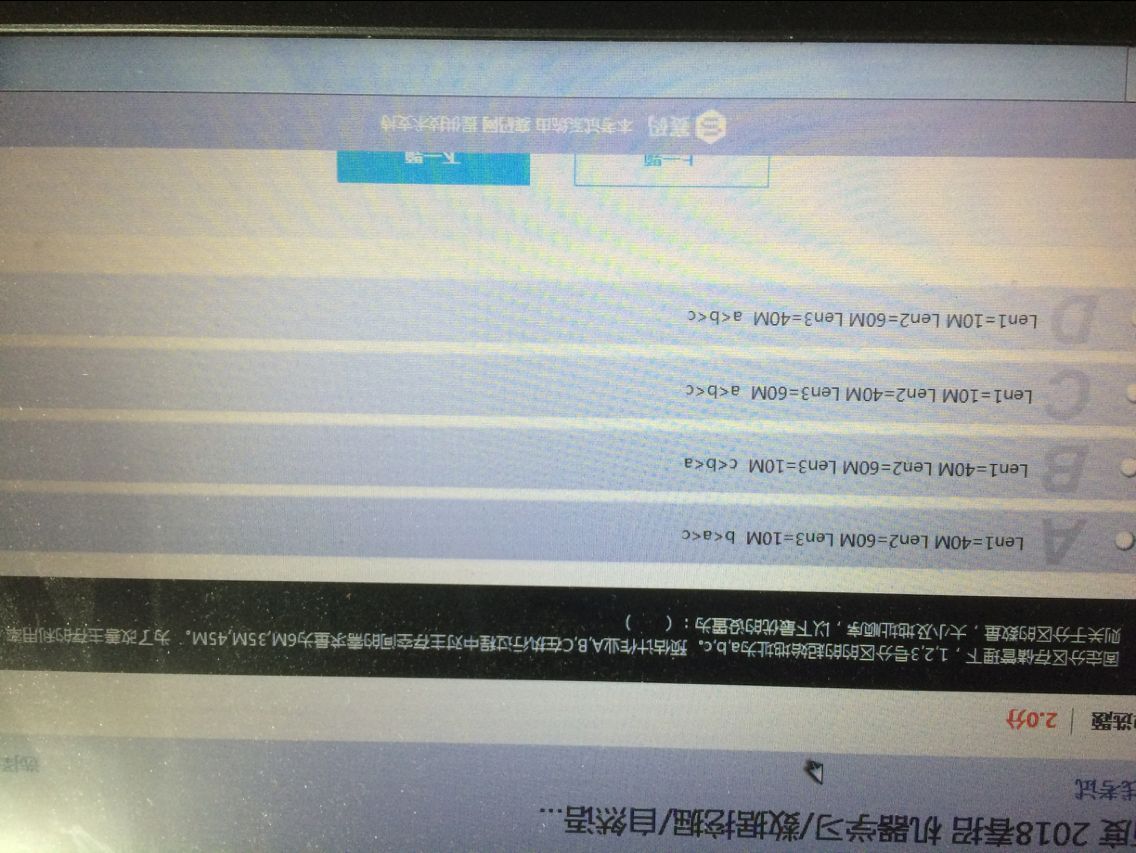 度 2018春招 机器学习/数据挖掘/自然语...
线考试
选择
单选题 | 2.0分
固定分区存储管理下，1,2,3号分区的的起始地址为a,b,c。预估计作业A,B,C在执行过程中对主存空间的需求量为6M,35M,45M。为了改善主存的利用率
则关于分区的数量，大小及地址顺序，以下最优的设置为：（ ）
A Len1=40M Len2=60M Len3=10M b<a<c
B Len1=40M Len2=60M Len3=10M c<b<a
C Len1=10M Len2=40M Len3=60M a<b<c
D Len1=10M Len2=60M Len3=40M a<b<c
上一题 下一题
赛码 本考试系统由 赛码网 提供技术支持